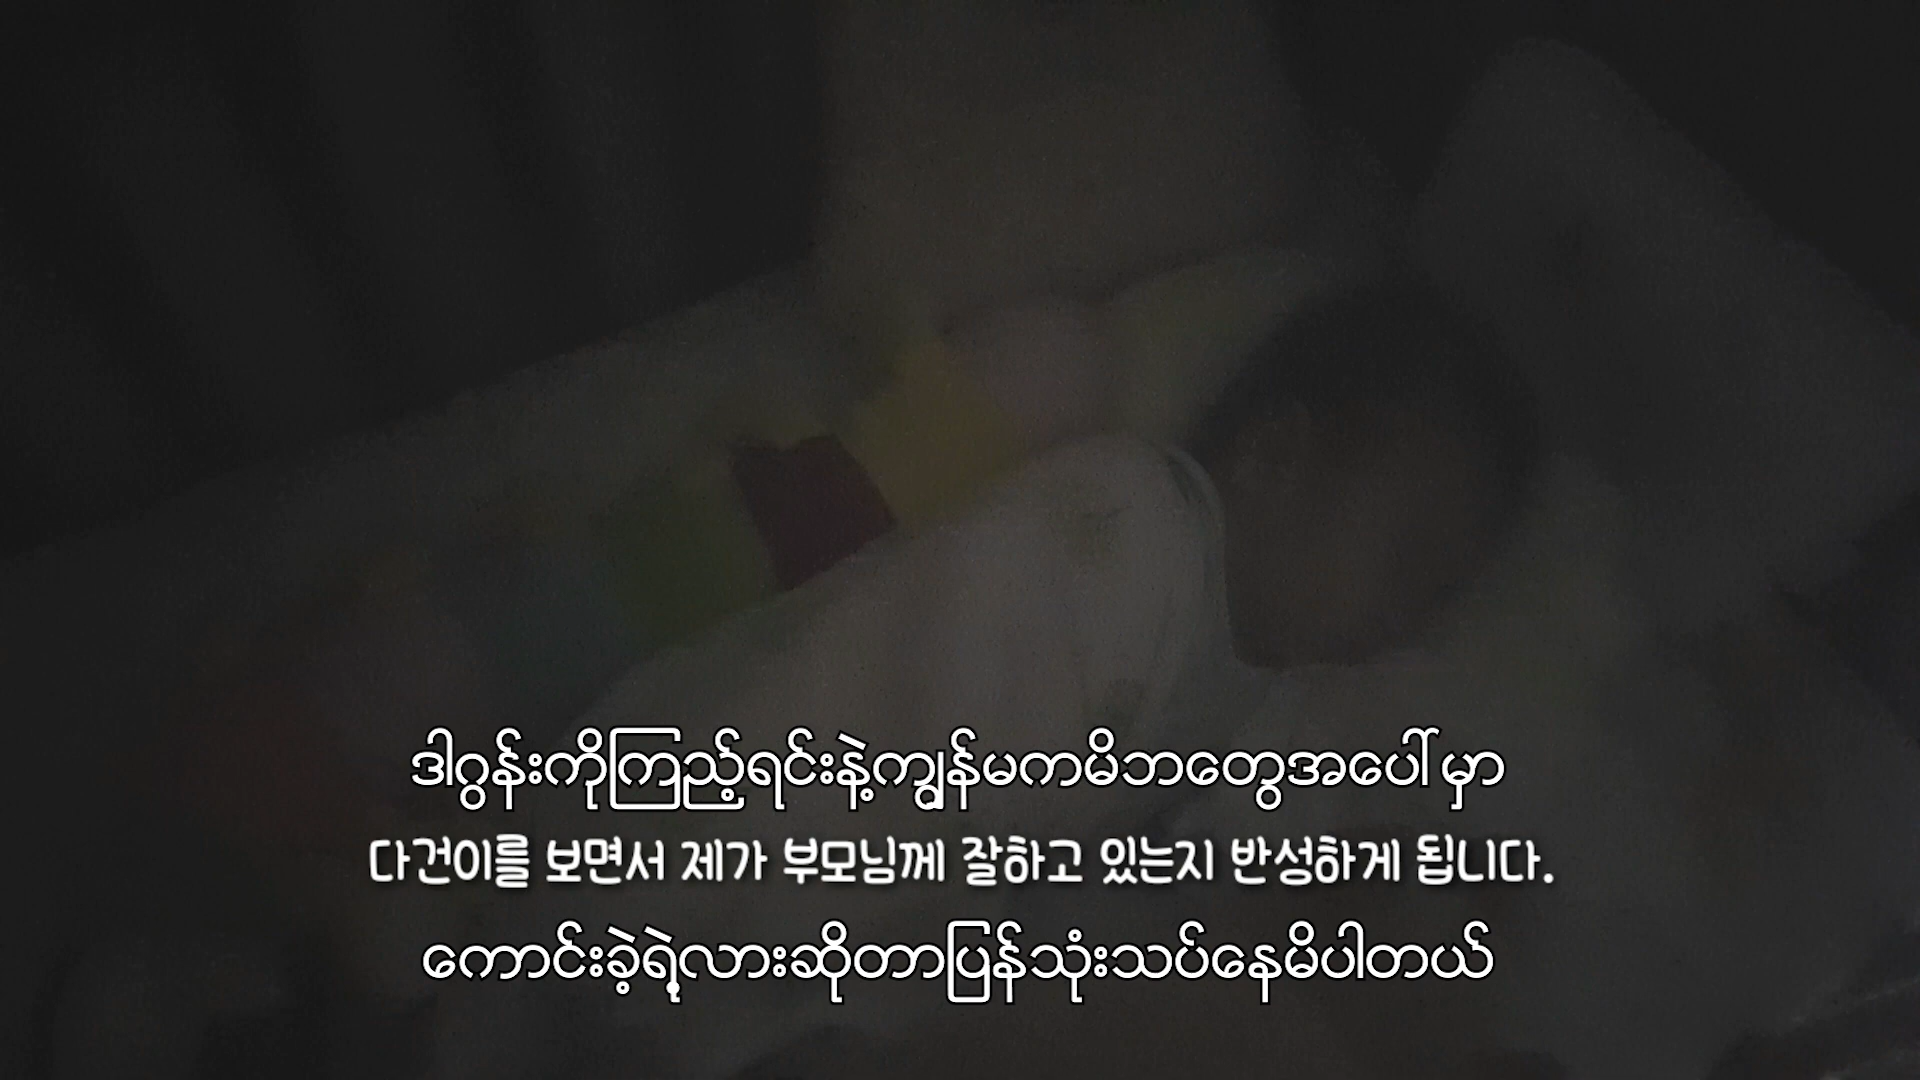 ဒါဂွန်းကိုကြည့်ရင်းနဲ့ကျွန်မကမိဘတွေအပေါ်မှာ
다건이를 보면서 제가 부모님께 잘하고 있는지 반성하게 됩니다.
ကောင်းခဲ့ရဲ့လားဆိုတာပြန်သုံးသပ်နေမိပါတယ်